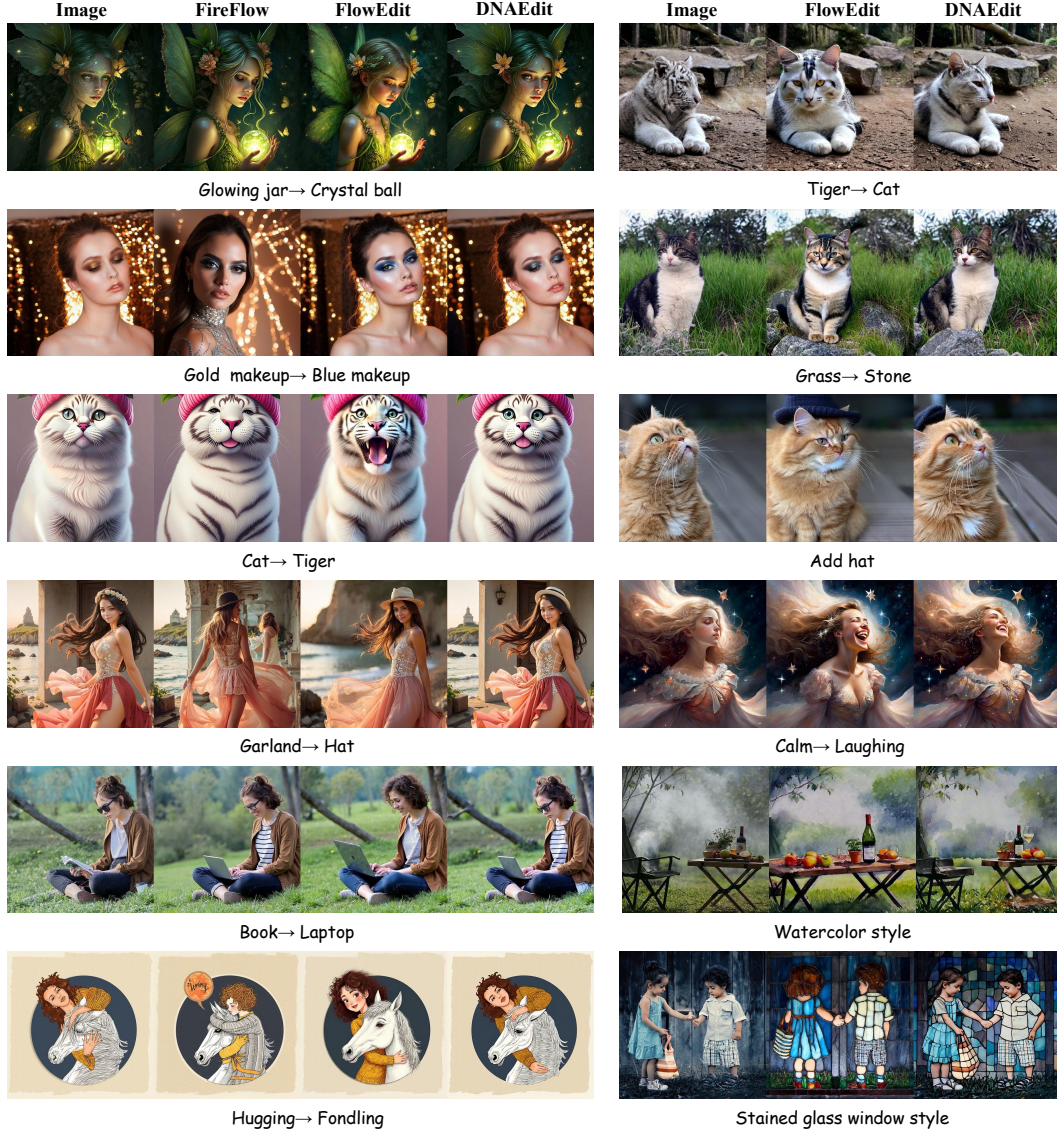 Image FireFlow FlowEdit DNAEdit
Glowing jar→ Crystal ball
Gold makeup→ Blue makeup
Cat→ Tiger
Garland→ Hat
Book→ Laptop
Hugging→ Fondling
Image FlowEdit DNAEdit
Tiger→ Cat
Grass→ Stone
Add hat
Calm→ Laughing
Watercolor style
Stained glass window style